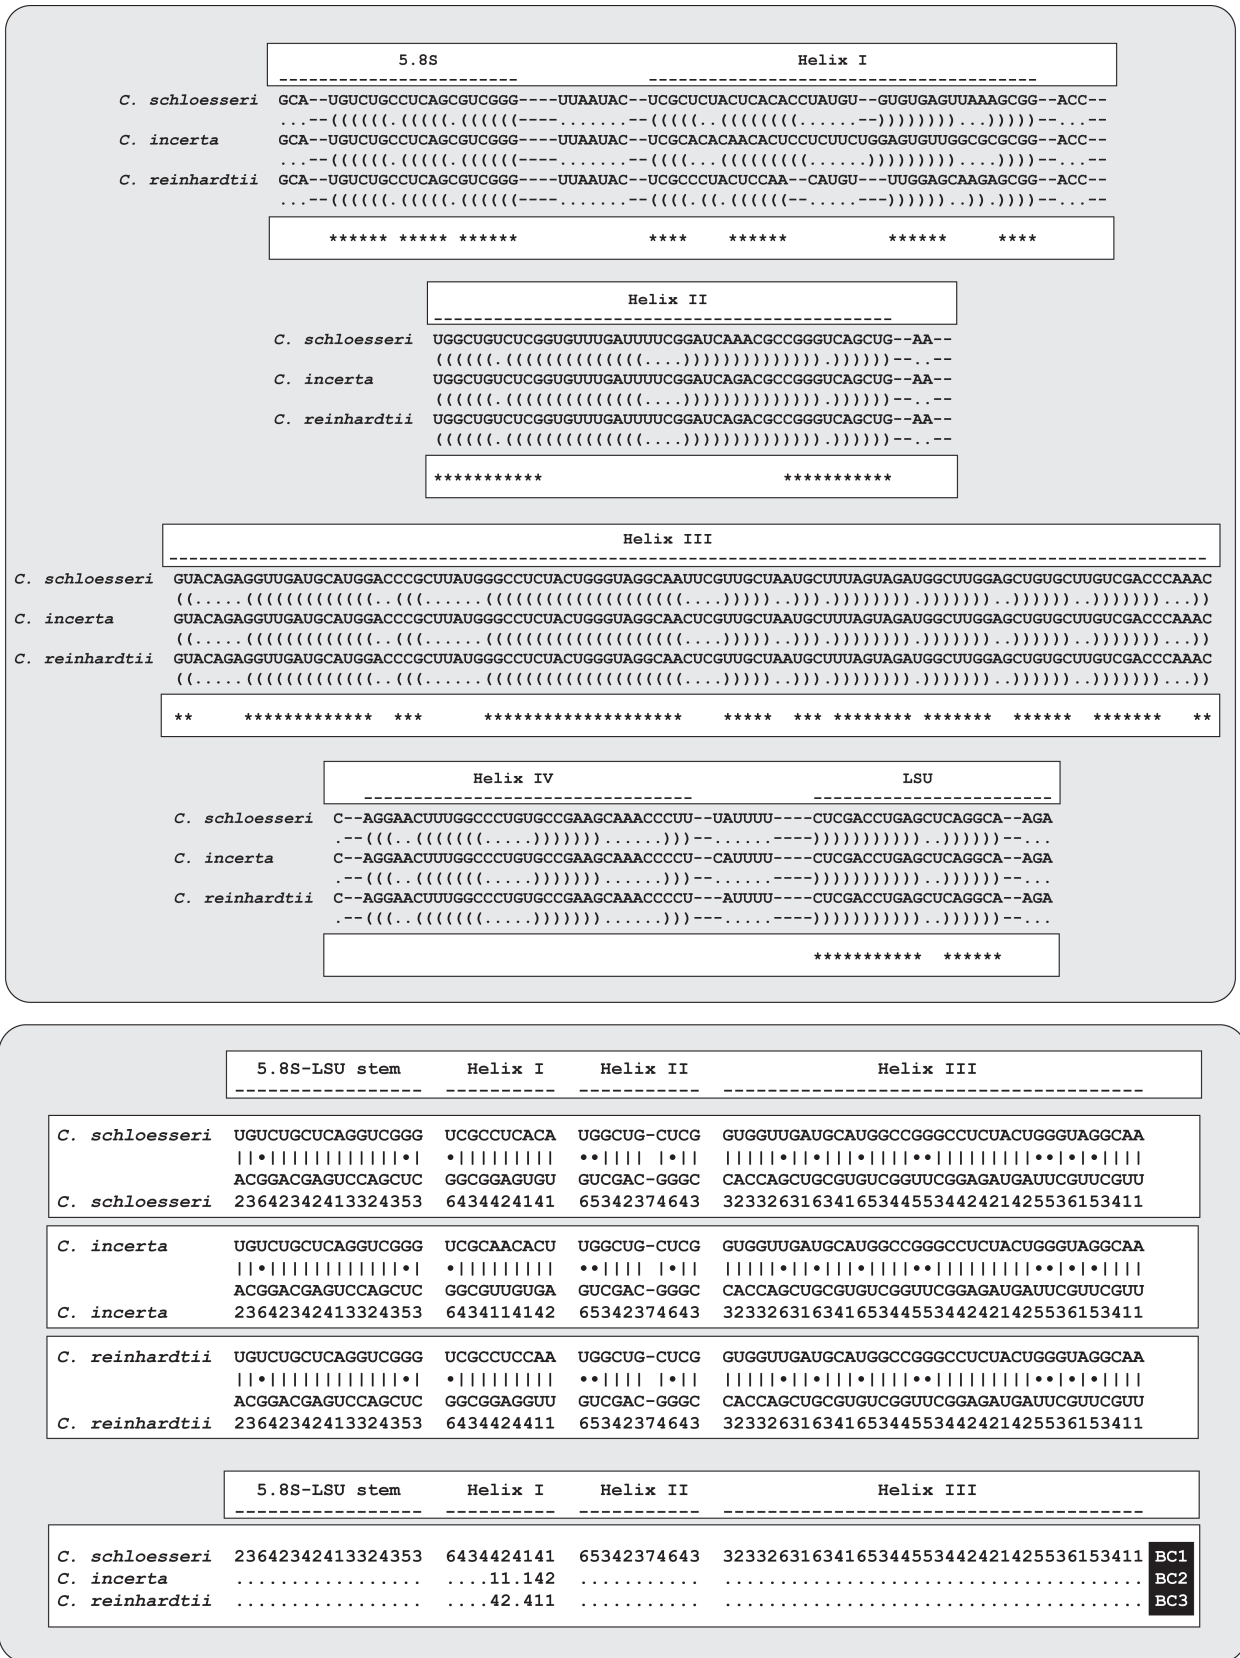 5.8S Helix I
------------------------ ---------------------------------------
C. schloesseri GCA--UGUCUGCCUCAGCGUCGGG----UUAAUAC--UCGCUCUACUCACACCUAUGU--GUGUGAGUUAAAGCGG--ACC--
...--((((((.(((((.((((((----.......--((((..((((((((......--)))))))...))))--...--
C. incerta GCA--UGUCUGCCUCAGCGUCGGG----UUAAUAC--UCGCACACAACACUCCUCUUCUGGAGUGUUGGCGCGCGG--ACC--
...--((((((.(((((.((((((----.......--((((...(((((((((......)))))))))....))))--...--
C. reinhardtii GCA--UGUCUGCCUCAGCGUCGGG----UUAAUAC--UCGCCCUACUCCAA--CAUGU---UUGGAGCAAGAGCGG--ACC--
...--((((((.(((((.((((((----.......--((((.((.((((((--.....---))))))..)).))))--...--
****** ***** ****** **** ****** ****** ****
Helix II
----------------------------------------------
C. schloesseri UGGCUGUCUCGGUGUUUGAUUUUCGGAUCAAACGCCGGGUCAGCUG--AA--
((((((.((((((((((((((....)))))))))))))).))))))--..--
C. incerta UGGCUGUCUCGGUGUUUGAUUUUCGGAUCAGACGCCGGGUCAGCUG--AA--
((((((.((((((((((((((....)))))))))))))).))))))--..--
C. reinhardtii UGGCUGUCUCGGUGUUUGAUUUUCGGAUCAGACGCCGGGUCAGCUG--AA--
((((((.((((((((((((((....)))))))))))))).))))))--..--
*********** ***********
Helix III
--------------------------------------------------------------------------------------------------------
C. schloesseri GUACAGAGGUUGAUGCAUGGACCCGCUUAUGGGCCUCUACUGGGUAGGCAAUUCGUUGCUAAUGCUUUAGUAGAUGGCUUGGAGCUGUGCUUGUCGACCCAAAC
((.....(((((((((((((..(((......(((((((((((((((((((((....)))))..))).)))))))).)))))))..))))))..)))))))...))
C. incerta GUACAGAGGUUGAUGCAUGGACCCGCUUAUGGGCCUCUACUGGGUAGGCAACUCGUUGCUAAUGCUUUAGUAGAUGGCUUGGAGCUGUGCUUGUCGACCCAAAC
((.....(((((((((((((..(((......(((((((((((((((((((((....)))))..))).)))))))).)))))))..))))))..)))))))...))
C. reinhardtii GUACAGAGGUUGAUGCAUGGACCCGCUUAUGGGCCUCUACUGGGUAGGCAACUCGUUGCUAAUGCUUUAGUAGAUGGCUUGGAGCUGUGCUUGUCGACCCAAAC
((.....(((((((((((((..(((......(((((((((((((((((((((....)))))..))).)))))))).)))))))..))))))..)))))))...))
** ************* *** ******************** ***** *** ******** ******* ****** ******* **
Helix IV LSU
--------------------------------- ------------------------
C. schloesseri C--AGGAACUUUGGCCCUGUGCCGAAGCAAACCCUU--UAUUUU----CUCGACCUGAGCUCAGGCA--AGA
.--(((..(((((((.....))))))).....)))--......----)))))))))))..))))))--...
C. incerta C--AGGAACUUUGGCCCUGUGCCGAAGCAAACCCCU--CAUUUU----CUCGACCUGAGCUCAGGCA--AGA
.--(((..(((((((.....)))))))......)))--......----)))))))))))..))))))--...
C. reinhardtii C--AGGAACUUUGGCCCUGUGCCGAAGCAAACCCCU---AUUUU----CUCGACCUGAGCUCAGGCA--AGA
.--(((..(((((((.....)))))))......)))---.....----)))))))))))..))))))--...
*********** ******
5.8S-LSU stem Helix I Helix II Helix III
----------------- ---------- ----------- --------------------------------------
C. schloesseri UGUCUGCUCAGGUCGGG UCGCCUCACA UGGCUG-CUCG GUGGUUGAUGCAUGGCCGGGCCUCUACUGGGUAGGCAA
||•||||||||||||•| •||||||||| ••|||| |•|| |||||•||•|||•||||••|||||||||••|•|•||||
ACGGACGAGUCCAGCUC GGCGGAGUGU GUCGAC-GGGC CACCAGCUGCGUGUCGGUUCGGAGAUGAUUCGUUCGUU
C. schloesseri 23642342413324353 6434424141 65342374643 32332631634165344553442421425536153411
C. incerta UGUCUGCUCAGGUCGGG UCGCAACACU UGGCUG-CUCG GUGGUUGAUGCAUGGCCGGGCCUCUACUGGGUAGGCAA
||•||||||||||||•| •||||||||| ••|||| |•|| |||||•||•|||•||||••|||||||||••|•|•||||
ACGGACGAGUCCAGCUC GGCGUUGUGA GUCGAC-GGGC CACCAGCUGCGUGUCGGUUCGGAGAUGAUUCGUUCGUU
C. incerta 23642342413324353 6434114142 65342374643 32332631634165344553442421425536153411
C. reinhardtii UGUCUGCUCAGGUCGGG UCGCCUCCAA UGGCUG-CUCG GUGGUUGAUGCAUGGCCGGGCCUCUACUGGGUAGGCAA
||•||||||||||||•| •||||||||| ••|||| |•|| |||||•||•|||•||||••|||||||||••|•|•||||
ACGGACGAGUCCAGCUC GGCGGAGGUU GUCGAC-GGGC CACCAGCUGCGUGUCGGUUCGGAGAUGAUUCGUUCGUU
C. reinhardtii 23642342413324353 6434424411 65342374643 32332631634165344553442421425536153411
5.8S-LSU stem Helix I Helix II Helix III
----------------- ---------- ----------- --------------------------------------
C. schloesseri 23642342413324353 6434424141 65342374643 32332631634165344553442421425536153411 BC1
C. incerta ................. ....11.142 ........... ...................................... BC2
C. reinhardtii ................. ....42.411 ........... ...................................... BC3